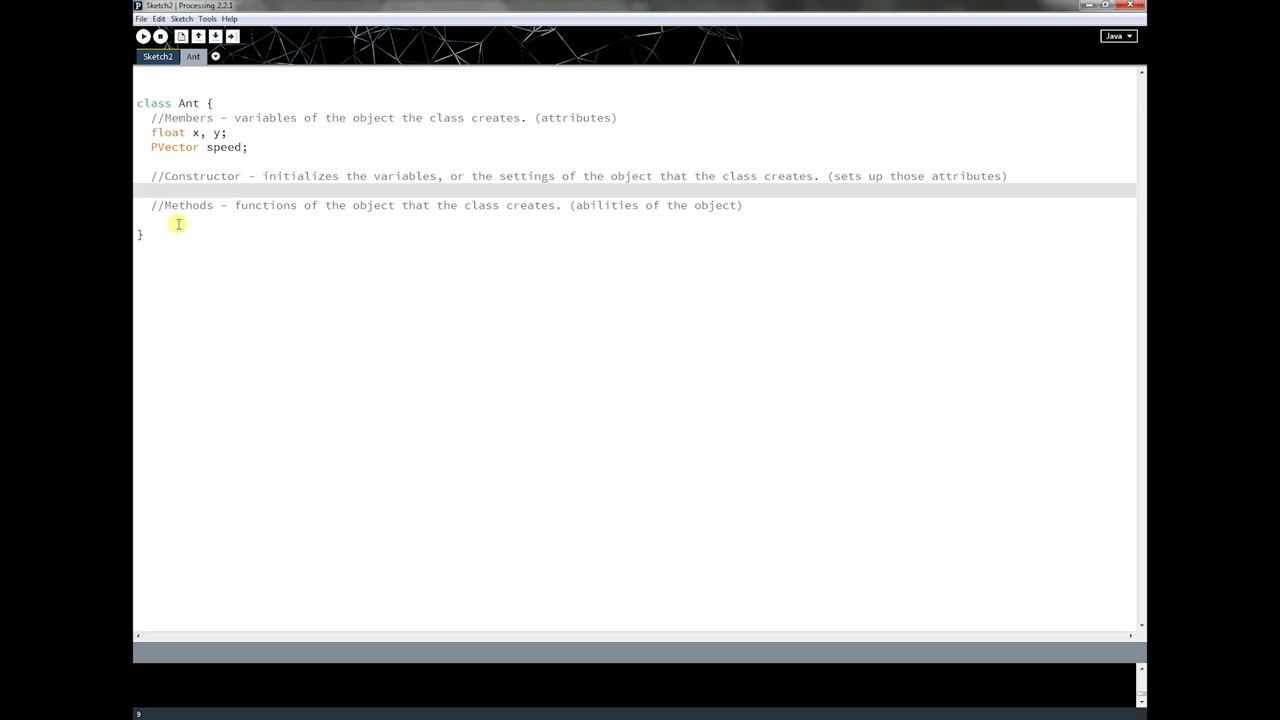 Sketch2 | Processing 2.2.1
File Edit Sketch Tools Help
Java
Sketch2 Ant
class Ant {
//Members - variables of the object the class creates. (attributes)
float x, y;
PVector speed;
//Constructor - initializes the variables, or the settings of the object that the class creates. (sets up those attributes)
//Methods - functions of the object that the class creates. (abilities of the object)
}
9